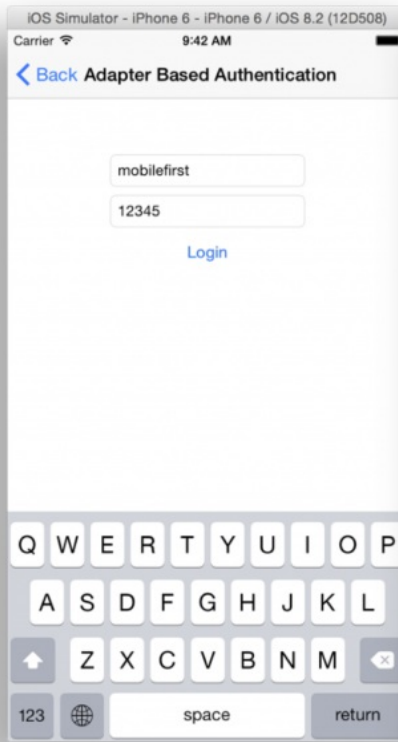 iOS Simulator - iPhone 6 - iPhone 6 / iOS 8.2 (12D508)
Carrier 9:42 AM
Back Adapter Based Authentication
mobilefirst
12345
Login
Q W E R T Y U I O P
A S D F G H J K L
Z X C V B N M
123 space return